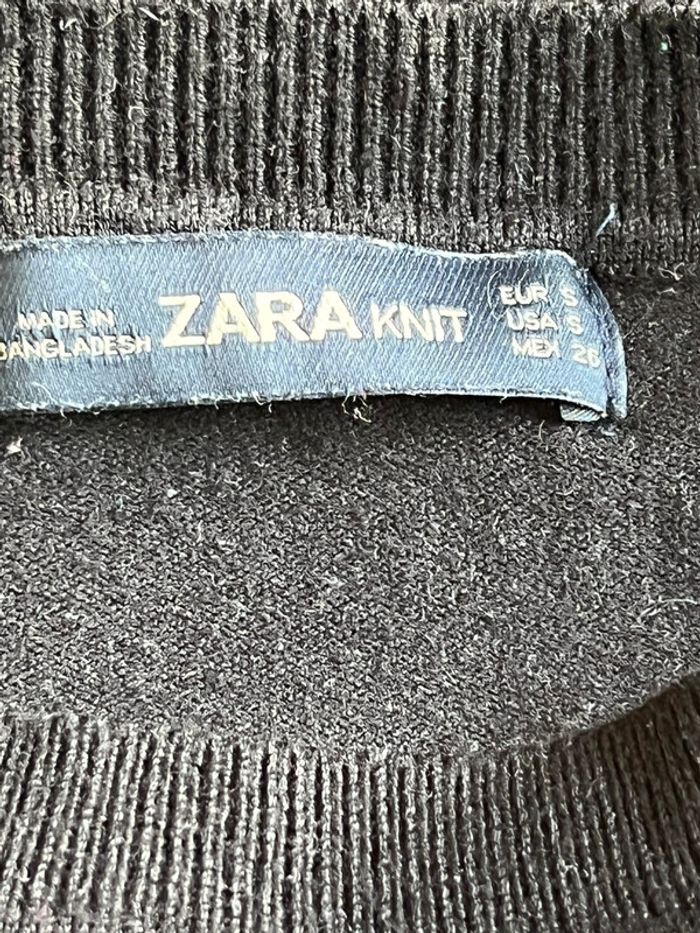 MADE IN
BANGLADESH
ZARA KNIT
EUR S
USA S
MEX 26